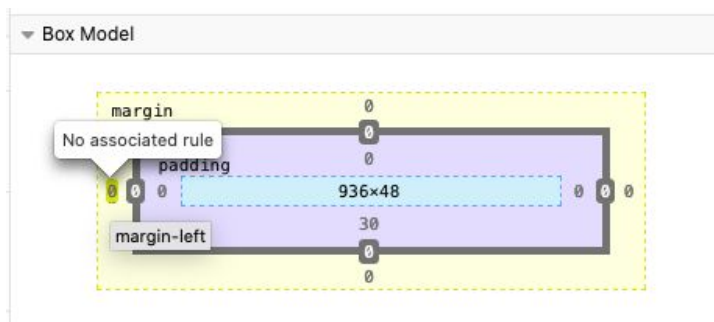 Box Model
margin 0
No associated rule 0
padding 0
0 0 0 936×48 0 0 0
30
margin-left
0
0